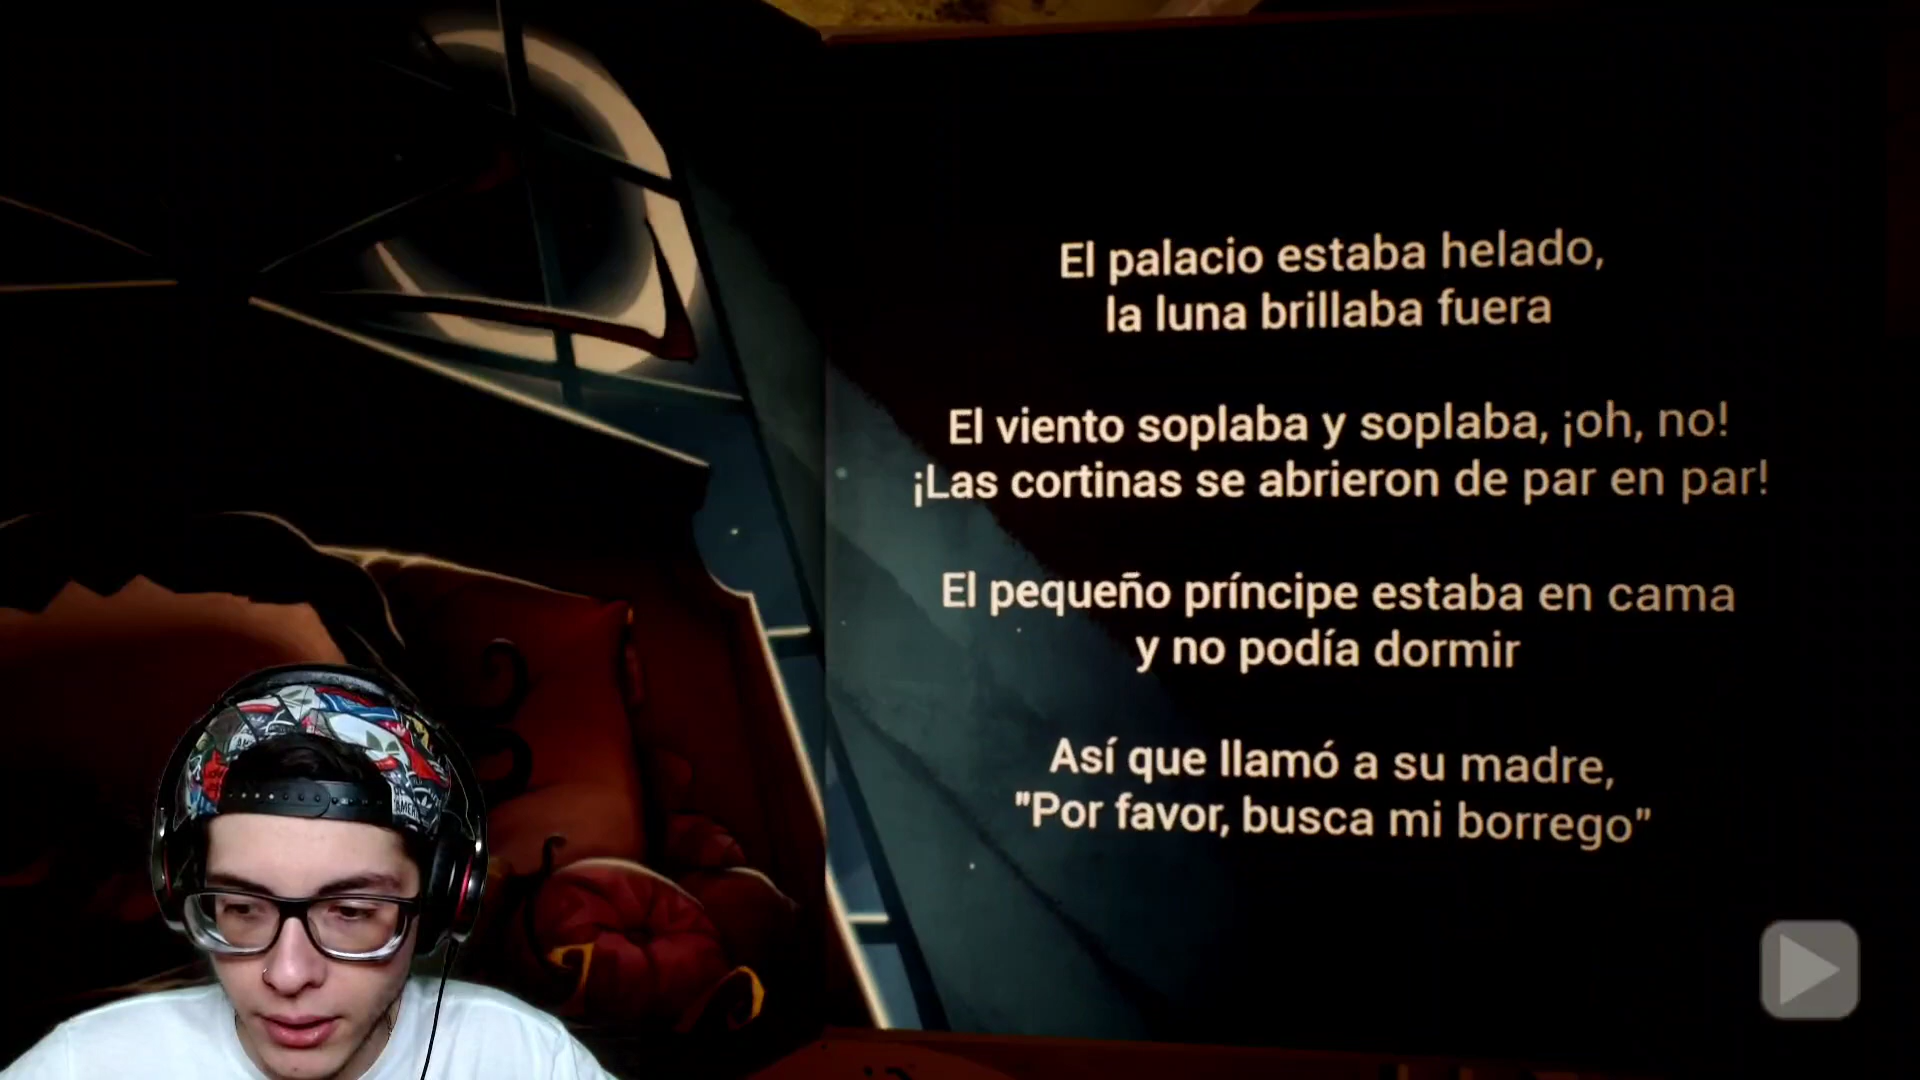 El palacio estaba helado,
la luna brillaba fuera
El viento soplaba y soplaba, ¡oh, no!
¡Las cortinas se abrieron de par en par!
El pequeño príncipe estaba en cama
y no podía dormir
Así que llamó a su madre,
"Por favor, busca mi borrego"